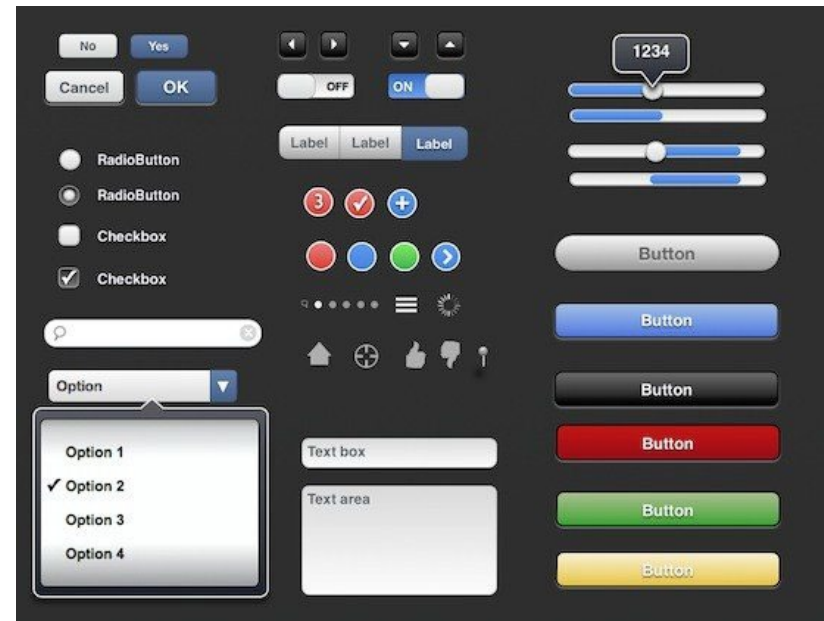 No
Yes
Cancel
OK
RadioButton
RadioButton
Checkbox
Checkbox
Option
Option 1
Option 2
Option 3
Option 4
OFF
ON
Label
Label
Label
3
Text box
Text area
1234
Button
Button
Button
Button
Button
Button